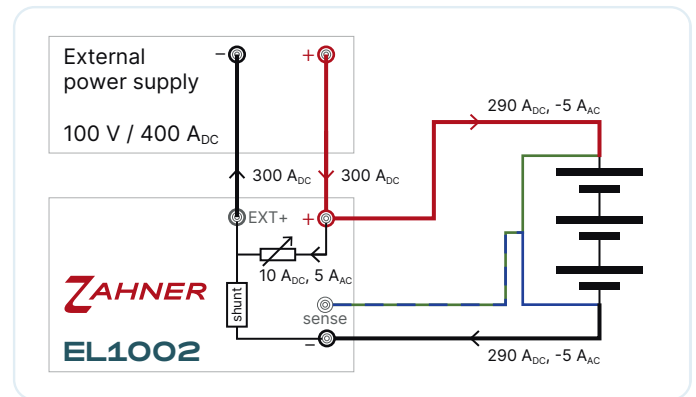 External
power supply
100 V / 400 ADC
−
+
290 ADC, -5 AAC
300 ADC
300 ADC
EXT+
+
10 ADC, 5 AAC
ZAHNER
shunt
sense
EL1002
−
290 ADC, -5 AAC